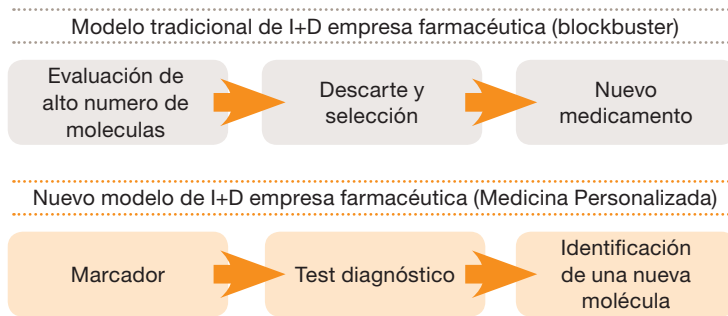 Modelo tradicional de I+D empresa farmacéutica (blockbuster)
Evaluación de
alto numero de
moleculas
Descarte y
selección
Nuevo
medicamento
Nuevo modelo de I+D empresa farmacéutica (Medicina Personalizada)
Marcador
Test diagnóstico
Identificación
de una nueva
molécula